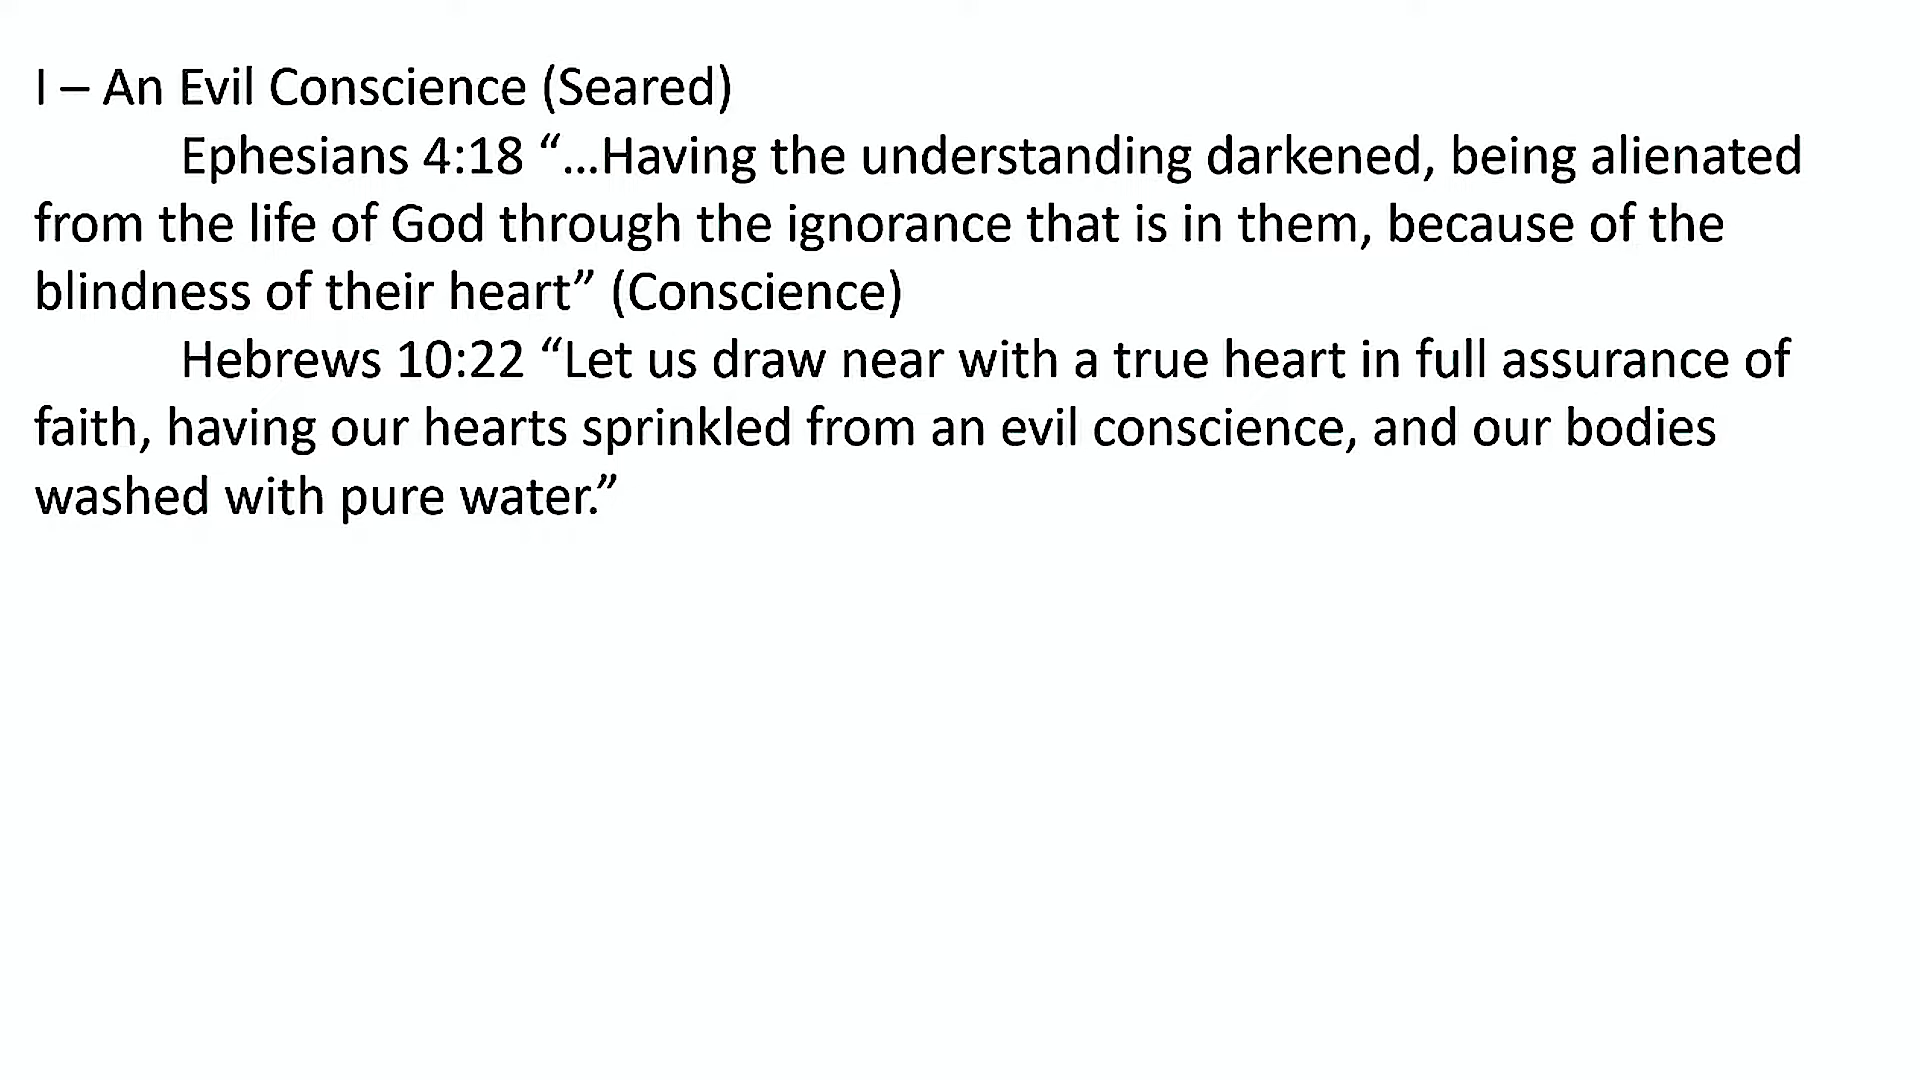 I – An Evil Conscience (Seared)
Ephesians 4:18 “…Having the understanding darkened, being alienated
from the life of God through the ignorance that is in them, because of the
blindness of their heart” (Conscience)
Hebrews 10:22 “Let us draw near with a true heart in full assurance of
faith, having our hearts sprinkled from an evil conscience, and our bodies
washed with pure water.”